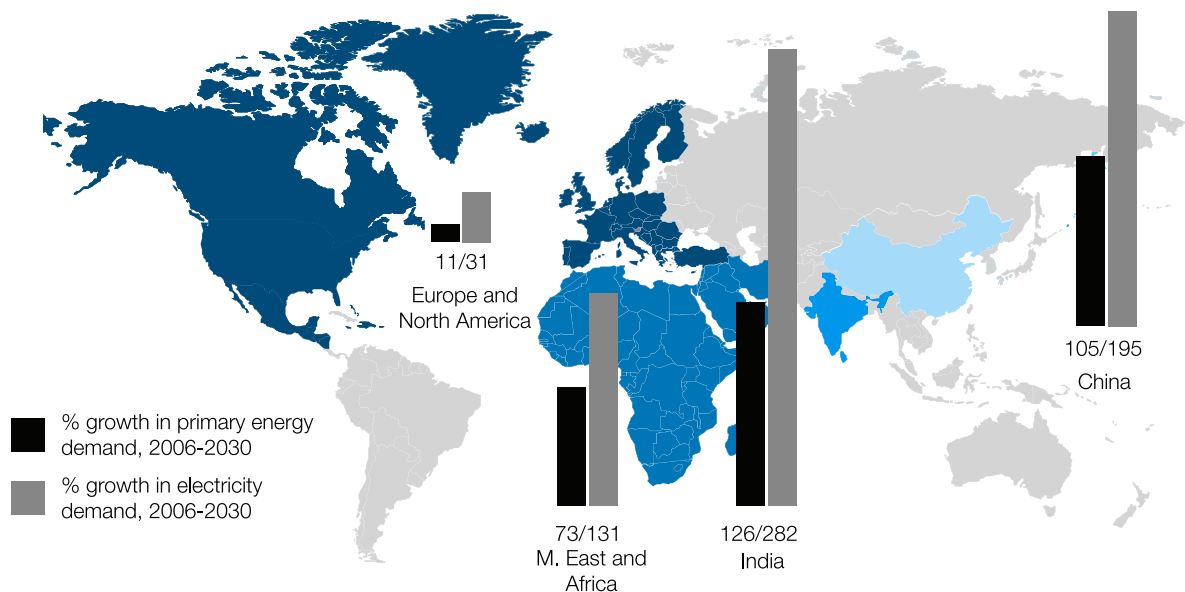 11/31
Europe and
North America
105/195
China
% growth in primary energy
demand, 2006-2030
% growth in electricity
demand, 2006-2030
73/131
M. East and
Africa
126/282
India